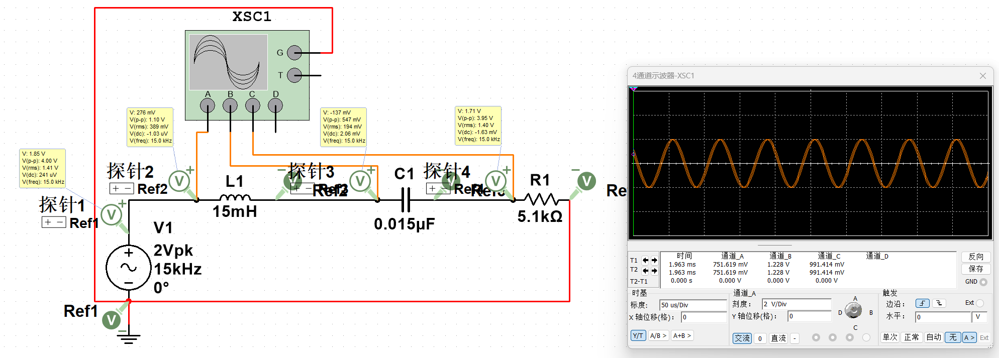 XSC1
G
T
A B C D
V: 276 mV
V(p-p): 1.10 V
V(rms): 389 mV
V(dc): -1.03 uV
V(freq): 15.0 kHz
V: -137 mV
V(p-p): 547 mV
V(rms): 194 mV
V(dc): 2.06 mV
V(freq): 15.0 kHz
V: 1.71 V
V(p-p): 3.95 V
V(rms): 1.40 V
V(dc): -1.63 mV
V(freq): 15.0 kHz
V: 1.85 V
V(p-p): 4.00 V
V(rms): 1.41 V
V(dc): 241 uV
V(freq): 15.0 kHz
探针2
+ − Ref2
V
+
L1
15mH
−
V
探针3
+ −
Ref2
V
+
C1
0.015µF
探针4
+ −
V
V
+
R1
5.1kΩ
−
V
Re
探针1
+ − Ref1
V
+
V1
2Vpk
15kHz
0°
+
−
Ref1
V
−
4通道示波器-XSC1
时间 通道_A 通道_B 通道_C 通道_D
T1 1.963 ms 751.619 mV 1.228 V 991.414 mV
T2 1.963 ms 751.619 mV 1.228 V 991.414 mV
T2-T1 0.000 s 0.000 V 0.000 V 0.000 V
反向
保存
GND
时基
标度: 50 us/Div
X 轴位移(格): 0
Y/T A/B > A+B >
通道_A
刻度: 2 V/Div
Y 轴位移(格): 0
交流 0 直流 -
A
D B
C
触发
边沿: Ext
水平: 0 V
单次 正常 自动 无 A > Ext